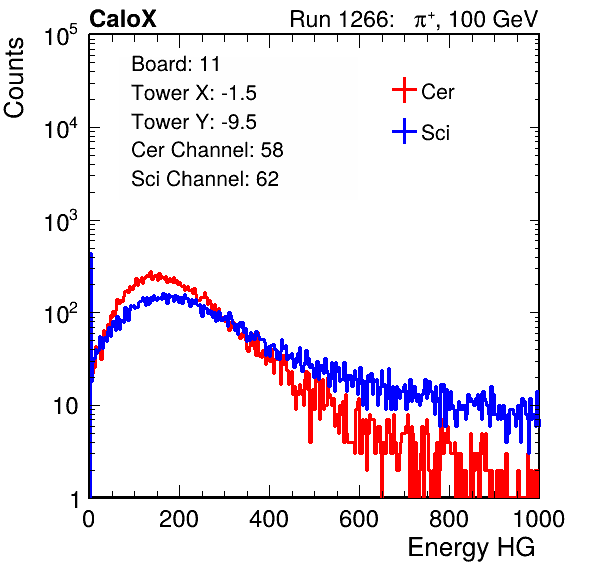 CaloX Run 1266: π⁺, 100 GeV
Counts
Board: 11
Tower X: -1.5
Tower Y: -9.5
Cer Channel: 58
Sci Channel: 62
Cer
Sci
10⁵
10⁴
10³
10²
10
1
0 200 400 600 800 1000
Energy HG